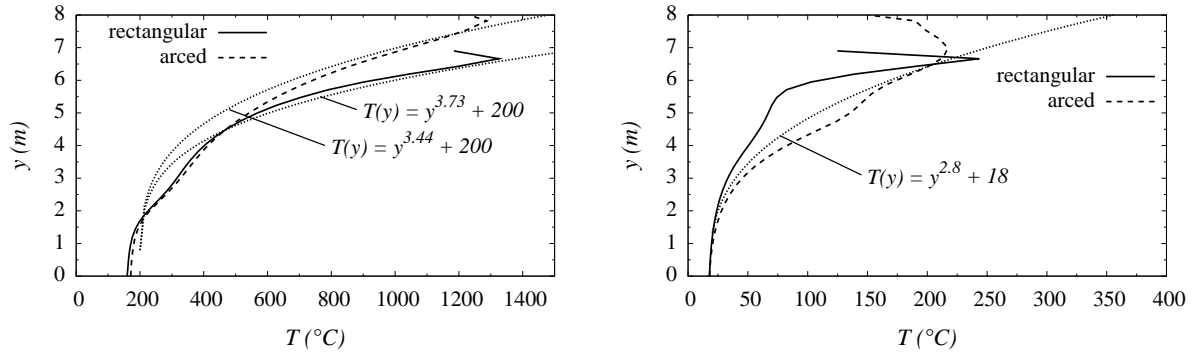 8
7
6
5
4
3
2
1
0
y (m)
rectangular
arced
T(y) = y^3.73 + 200
T(y) = y^3.44 + 200
0 200 400 600 800 1000 1200 1400
T (°C)
8
7
6
5
4
3
2
1
0
y (m)
rectangular
arced
T(y) = y^2.8 + 18
0 50 100 150 200 250 300 350 400
T (°C)